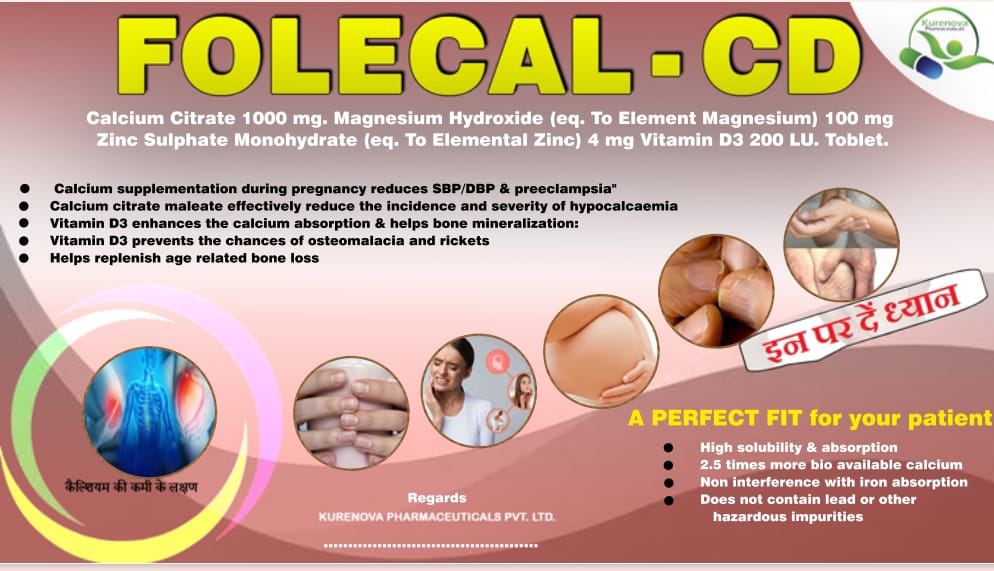 FOLECAL - CD
Kurenova
Pharmaceuticals
Calcium Citrate 1000 mg. Magnesium Hydroxide (eq. To Element Magnesium) 100 mg
Zinc Sulphate Monohydrate (eq. To Elemental Zinc) 4 mg Vitamin D3 200 LU. Toblet.
● Calcium supplementation during pregnancy reduces SBP/DBP & preeclampsia"
● Calcium citrate maleate effectively reduce the incidence and severity of hypocalcaemia
● Vitamin D3 enhances the calcium absorption & helps bone mineralization:
● Vitamin D3 prevents the chances of osteomalacia and rickets
● Helps replenish age related bone loss
इन पर दें ध्यान
कैल्शियम की कमी के लक्षण
A PERFECT FIT for your patient
● High solubility & absorption
● 2.5 times more bio available calcium
● Non interference with iron absorption
● Does not contain lead or other
hazardous impurities
Regards
KURENOVA PHARMACEUTICALS PVT. LTD.